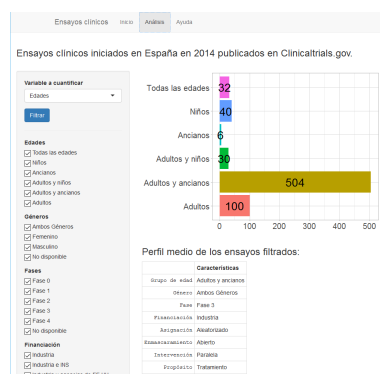 Ensayos clínicos Inicio Análisis Ayuda
Ensayos clínicos iniciados en España en 2014 publicados en Clinicaltrials.gov.
Variable a cuantificar
Edades
Filtrar
Edades
Todas las edades
Niños
Ancianos
Adultos y niños
Adultos y ancianos
Adultos
Géneros
Ambos Géneros
Femenino
Masculino
No disponible
Fases
Fase 0
Fase 1
Fase 2
Fase 3
Fase 4
No disponible
Financiación
Industria
Industria e INS
Todas las edades 32
Niños 40
Ancianos 6
Adultos y niños 30
Adultos y ancianos 504
Adultos 100
0 100 200 300 400 500
Perfil medio de los ensayos filtrados:
Características
Grupo de edad Adultos y ancianos
Género Ambos Géneros
Fase Fase 3
Financiación Industria
Asignación Aleatorizado
Enmascaramiento Abierto
Intervención Paralela
Propósito Tratamiento